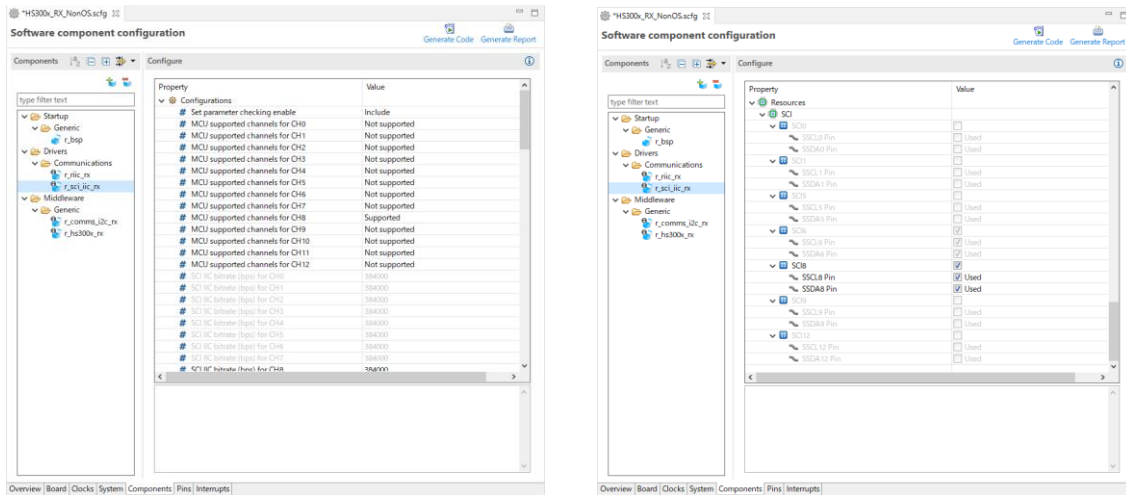 *HS300x_RX_NonOS.scfg
Software component configuration
Generate Code Generate Report
Components
Configure
type filter text
Startup
Generic
r_bsp
Drivers
Communications
r_riic_rx
r_sci_iic_rx
Middleware
Generic
r_comms_i2c_rx
r_hs300x_rx
Property Value
Configurations
# Set parameter checking enable Include
# MCU supported channels for CH0 Not supported
# MCU supported channels for CH1 Not supported
# MCU supported channels for CH2 Not supported
# MCU supported channels for CH3 Not supported
# MCU supported channels for CH4 Not supported
# MCU supported channels for CH5 Not supported
# MCU supported channels for CH6 Not supported
# MCU supported channels for CH7 Not supported
# MCU supported channels for CH8 Supported
# MCU supported channels for CH9 Not supported
# MCU supported channels for CH10 Not supported
# MCU supported channels for CH11 Not supported
# MCU supported channels for CH12 Not supported
# SCI IIC bitrate (bps) for CH0 384000
# SCI IIC bitrate (bps) for CH1 384000
# SCI IIC bitrate (bps) for CH2 384000
# SCI IIC bitrate (bps) for CH3 384000
# SCI IIC bitrate (bps) for CH4 384000
# SCI IIC bitrate (bps) for CH5 384000
# SCI IIC bitrate (bps) for CH6 384000
# SCI IIC bitrate (bps) for CH7 384000
# SCI IIC bitrate (bps) for CH8 384000
Overview Board Clocks System Components Pins Interrupts
*HS300x_RX_NonOS.scfg
Software component configuration
Generate Code Generate Report
Components
Configure
type filter text
Startup
Generic
r_bsp
Drivers
Communications
r_riic_rx
r_sci_iic_rx
Middleware
Generic
r_comms_i2c_rx
r_hs300x_rx
Property Value
Resources
SCI
SCI0
SSCL0 Pin Used
SSDA0 Pin Used
SCI1
SSCL1 Pin Used
SSDA1 Pin Used
SCI5
SSCL5 Pin Used
SSDA5 Pin Used
SCI6
SSCL6 Pin Used
SSDA6 Pin Used
SCI8
SSCL8 Pin Used
SSDA8 Pin Used
SCI9
SSCL9 Pin Used
SSDA9 Pin Used
SCI12
SSCL12 Pin Used
SSDA12 Pin Used
Overview Board Clocks System Components Pins Interrupts